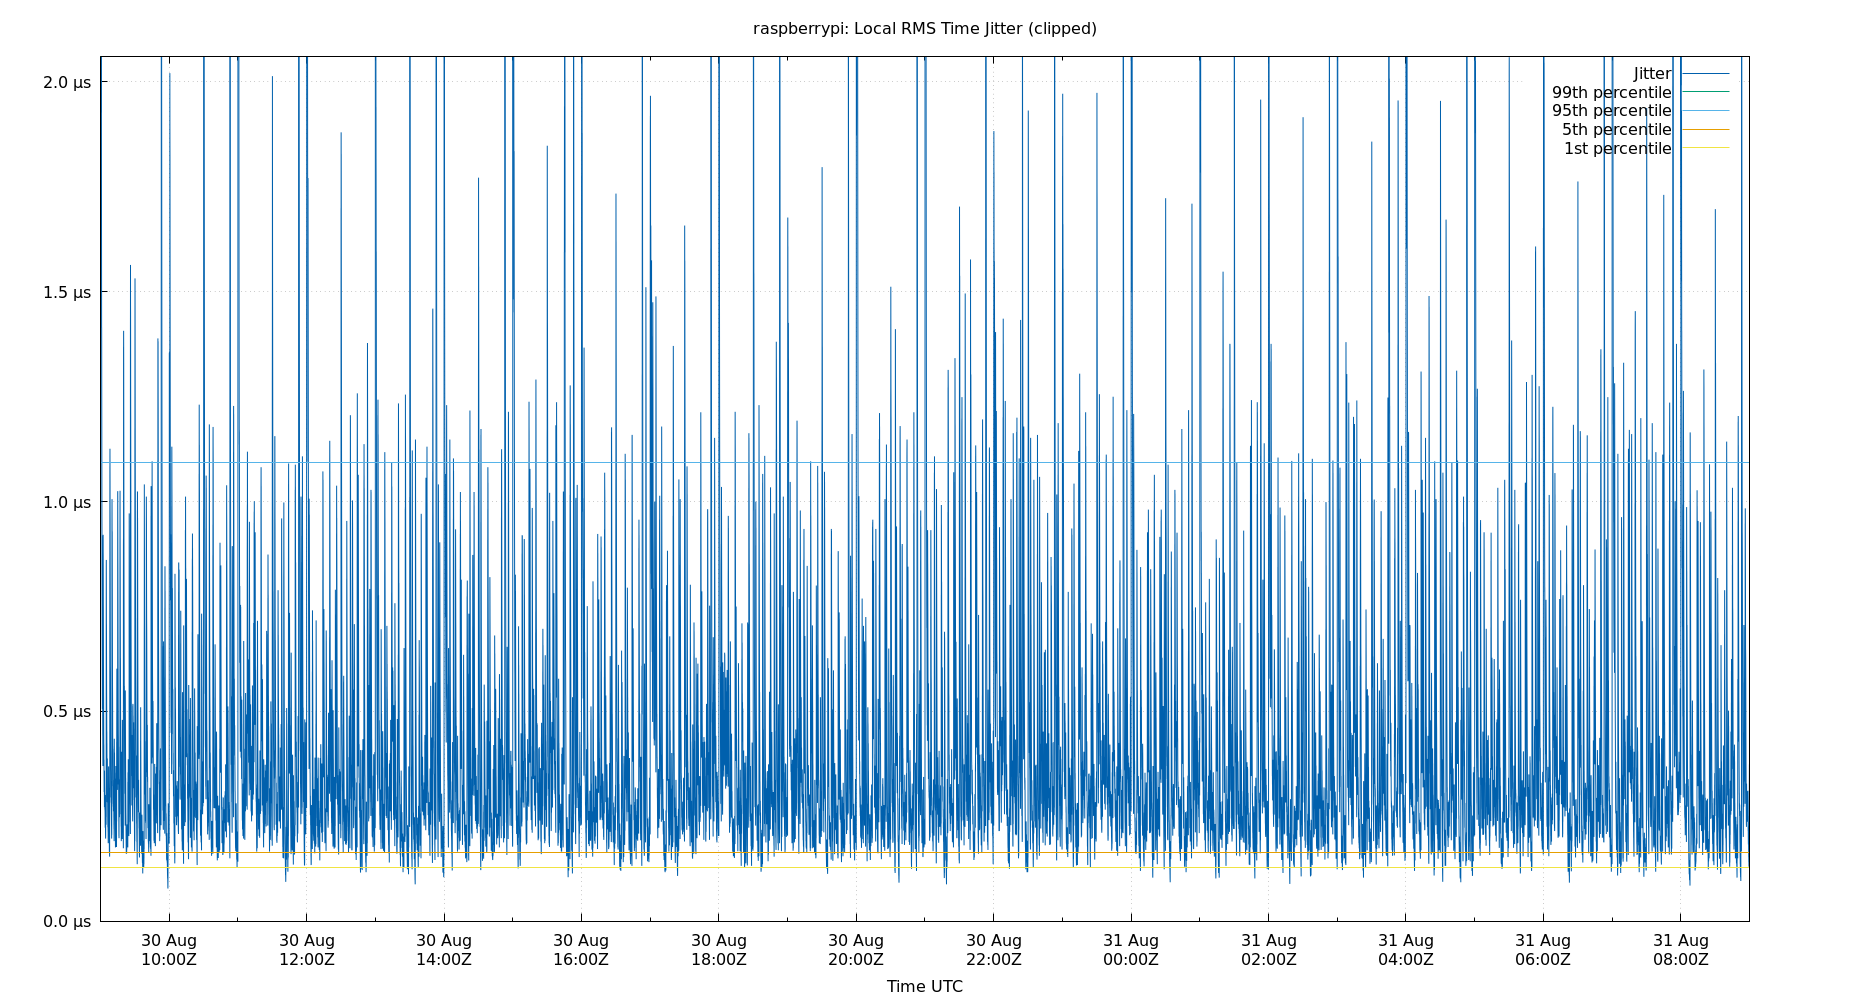 raspberrypi: Local RMS Time Jitter (clipped)
2.0 µs
1.5 µs
1.0 µs
0.5 µs
0.0 µs
Jitter
99th percentile
95th percentile
5th percentile
1st percentile
30 Aug 30 Aug 30 Aug 30 Aug 30 Aug 30 Aug 30 Aug 31 Aug 31 Aug 31 Aug 31 Aug 31 Aug
10:00Z 12:00Z 14:00Z 16:00Z 18:00Z 20:00Z 22:00Z 00:00Z 02:00Z 04:00Z 06:00Z 08:00Z
Time UTC